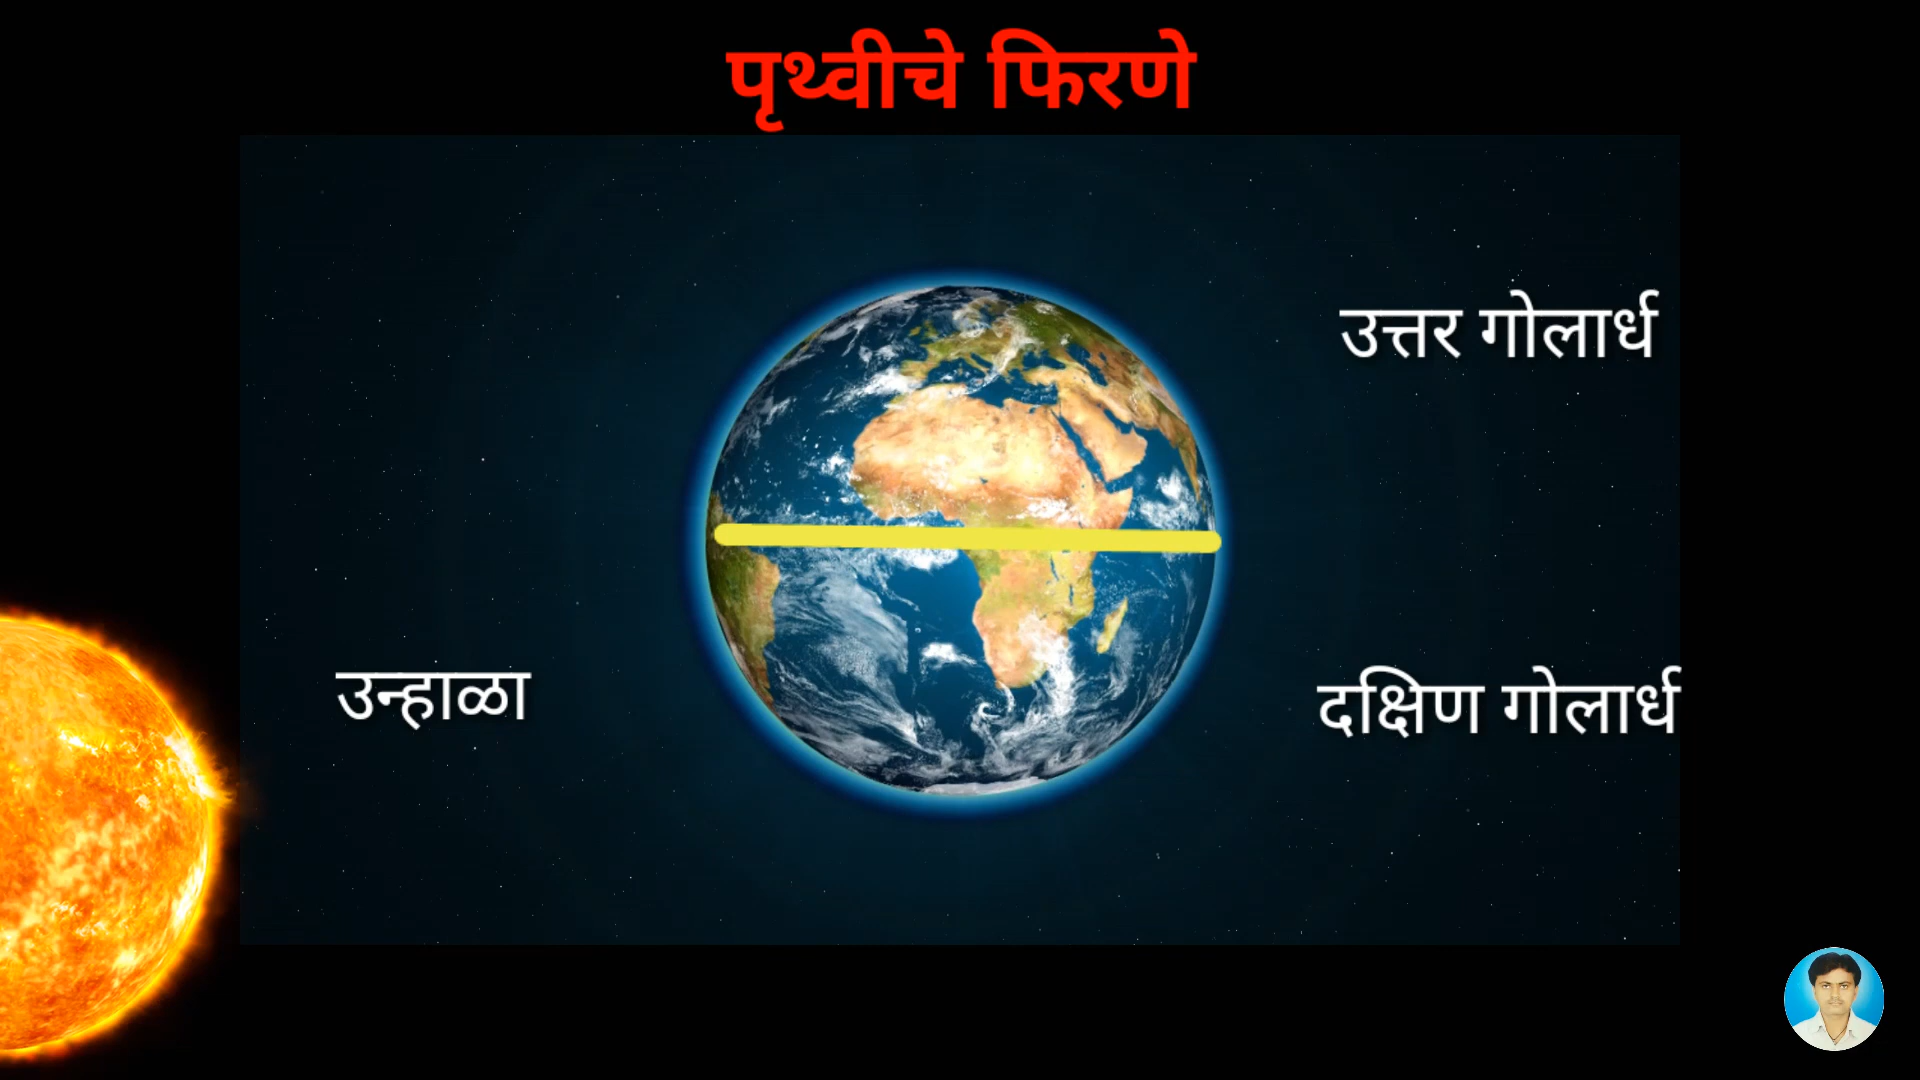 पृथ्वीचे फिरणे
उत्तर गोलार्ध
उन्हाळा
दक्षिण गोलार्ध